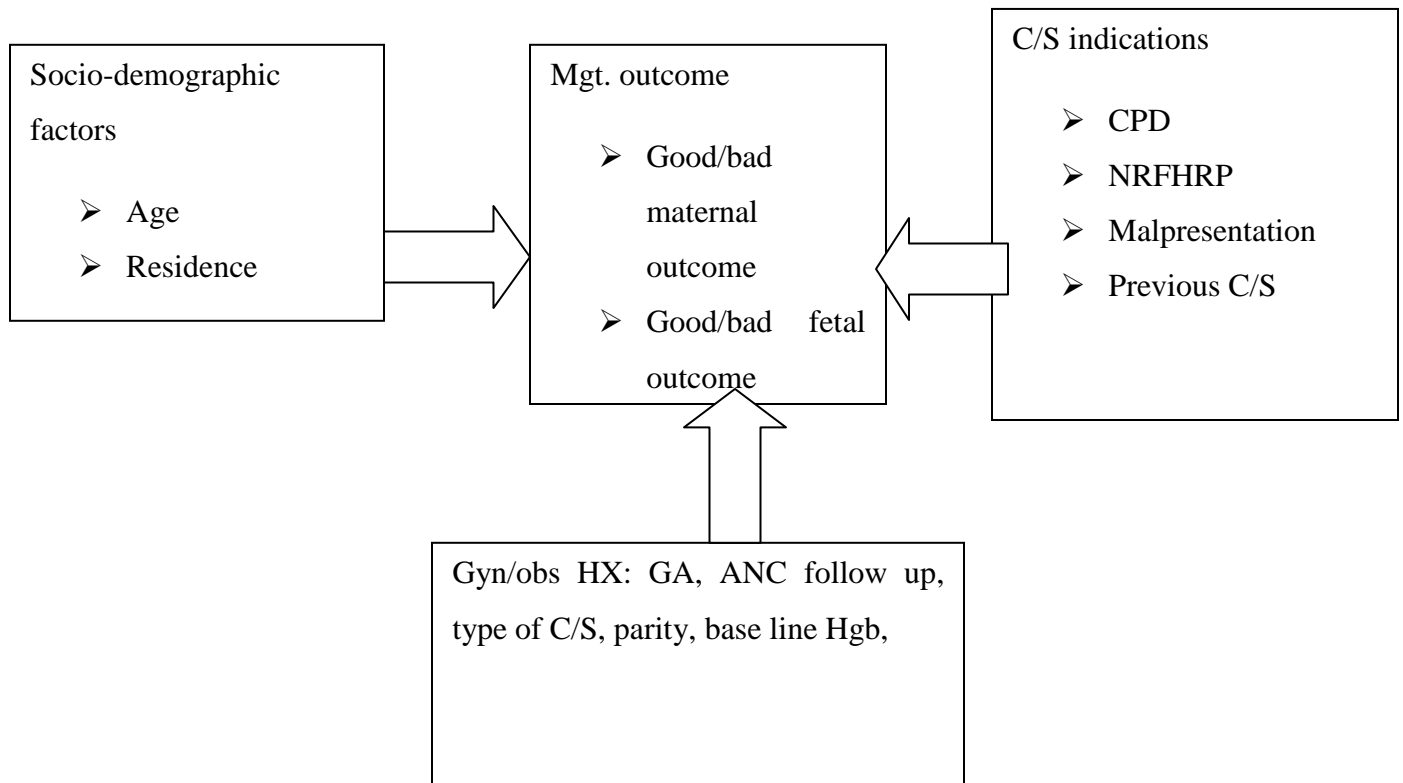 Socio-demographic
factors
➢ Age
➢ Residence
Mgt. outcome
➢ Good/bad
maternal
outcome
➢ Good/bad fetal
outcome
C/S indications
➢ CPD
➢ NRFHRP
➢ Malpresentation
➢ Previous C/S
Gyn/obs HX: GA, ANC follow up,
type of C/S, parity, base line Hgb,